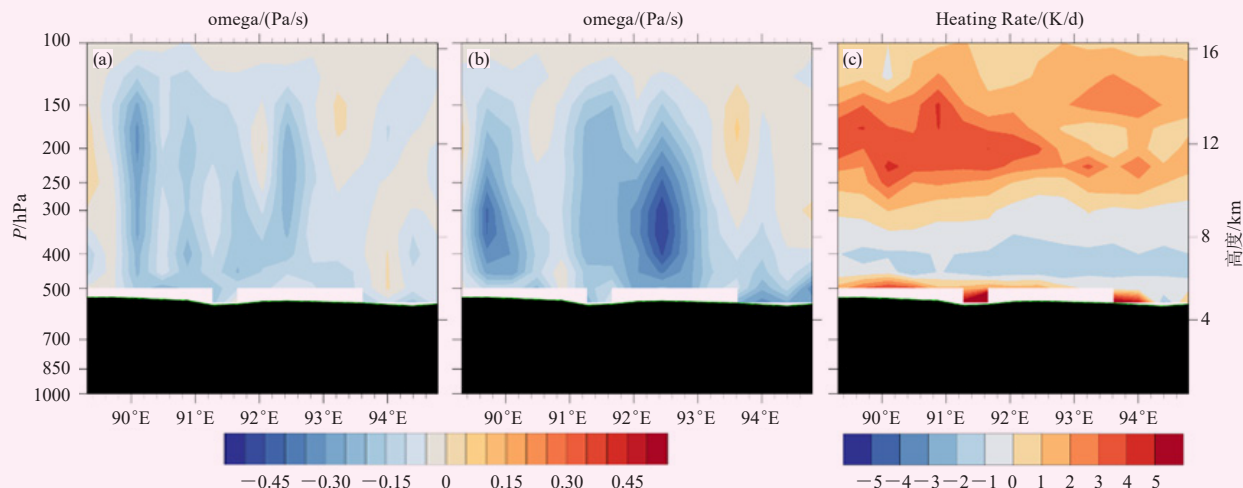 omega/(Pa/s)
omega/(Pa/s)
Heating Rate/(K/d)
(a)
(b)
(c)
P/hPa
100
150
200
250
300
400
500
700
850
1000
16
12
8
6
4
高度/km
90°E 91°E 92°E 93°E 94°E
90°E 91°E 92°E 93°E 94°E
90°E 91°E 92°E 93°E 94°E
−0.45 −0.30 −0.15 0 0.15 0.30 0.45
−5 −4 −3 −2 −1 0 1 2 3 4 5